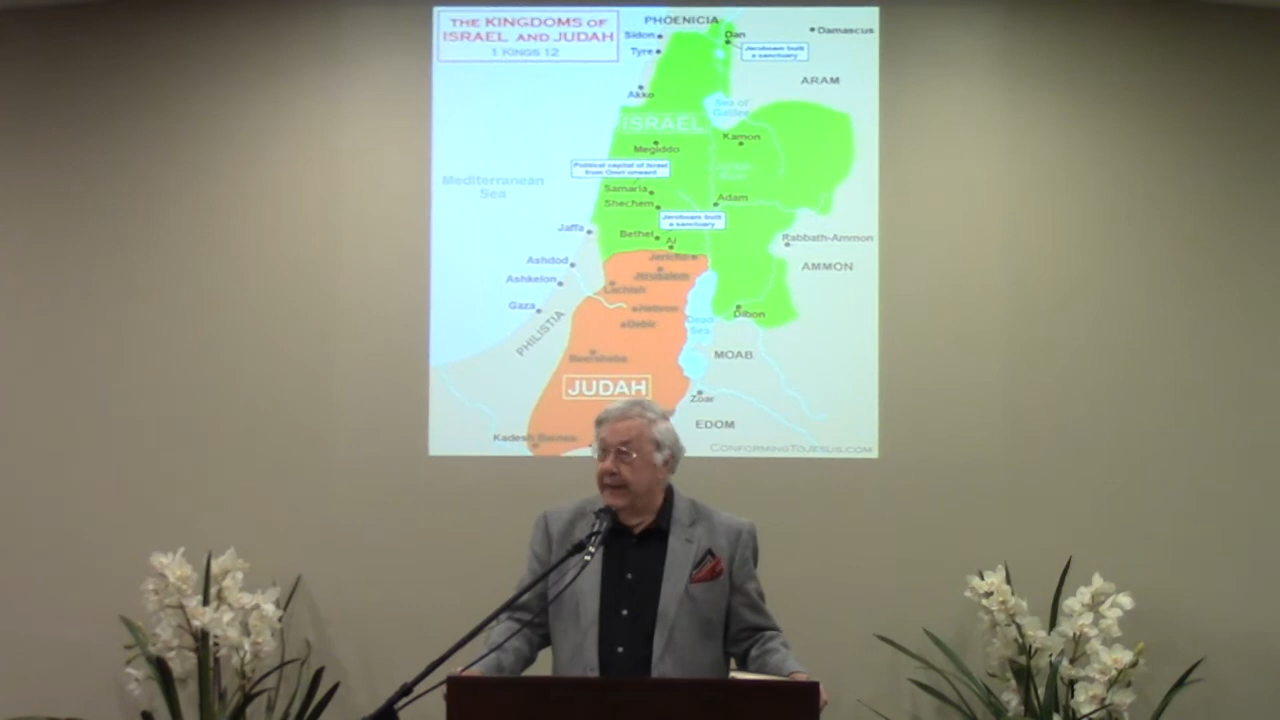 THE KINGDOMS OF
ISRAEL AND JUDAH
1 KINGS 12
PHOENICIA
Sidon
Dan
Damascus
Tyre
Jeroboam built
a sanctuary
ARAM
Akko
Sea of
Galilee
ISRAEL
Kamon
Megiddo
Political capital of Israel
from Omri onward
Jordan
River
Mediterranean
Sea
Samaria
Adam
Shechem
Jeroboam built
a sanctuary
Jaffa
Bethel
Ai
Rabbath-Ammon
Jericho
Ashdod
AMMON
Jerusalem
Ashkelon
Lachish
Gaza
Hebron
Dibon
Debir
Dead
Sea
PHILISTIA
Beersheba
MOAB
JUDAH
Zoar
EDOM
Kadesh Barnea
CONFORMINGTOJESUS.COM